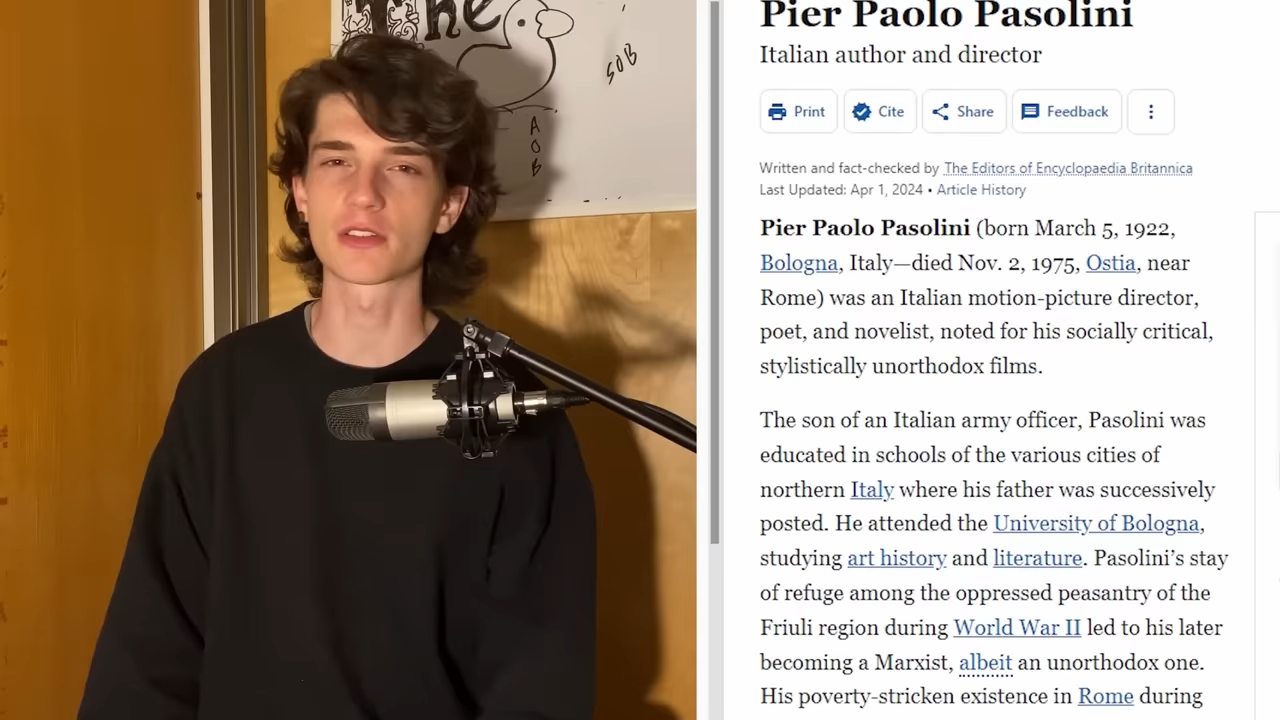 The
SOB
A
O
B
Pier Paolo Pasolini
Italian author and director
Print
Cite
Share
Feedback
Written and fact-checked by The Editors of Encyclopaedia Britannica
Last Updated: Apr 1, 2024 • Article History
Pier Paolo Pasolini (born March 5, 1922,
Bologna, Italy—died Nov. 2, 1975, Ostia, near
Rome) was an Italian motion-picture director,
poet, and novelist, noted for his socially critical,
stylistically unorthodox films.
The son of an Italian army officer, Pasolini was
educated in schools of the various cities of
northern Italy where his father was successively
posted. He attended the University of Bologna,
studying art history and literature. Pasolini’s stay
of refuge among the oppressed peasantry of the
Friuli region during World War II led to his later
becoming a Marxist, albeit an unorthodox one.
His poverty-stricken existence in Rome during